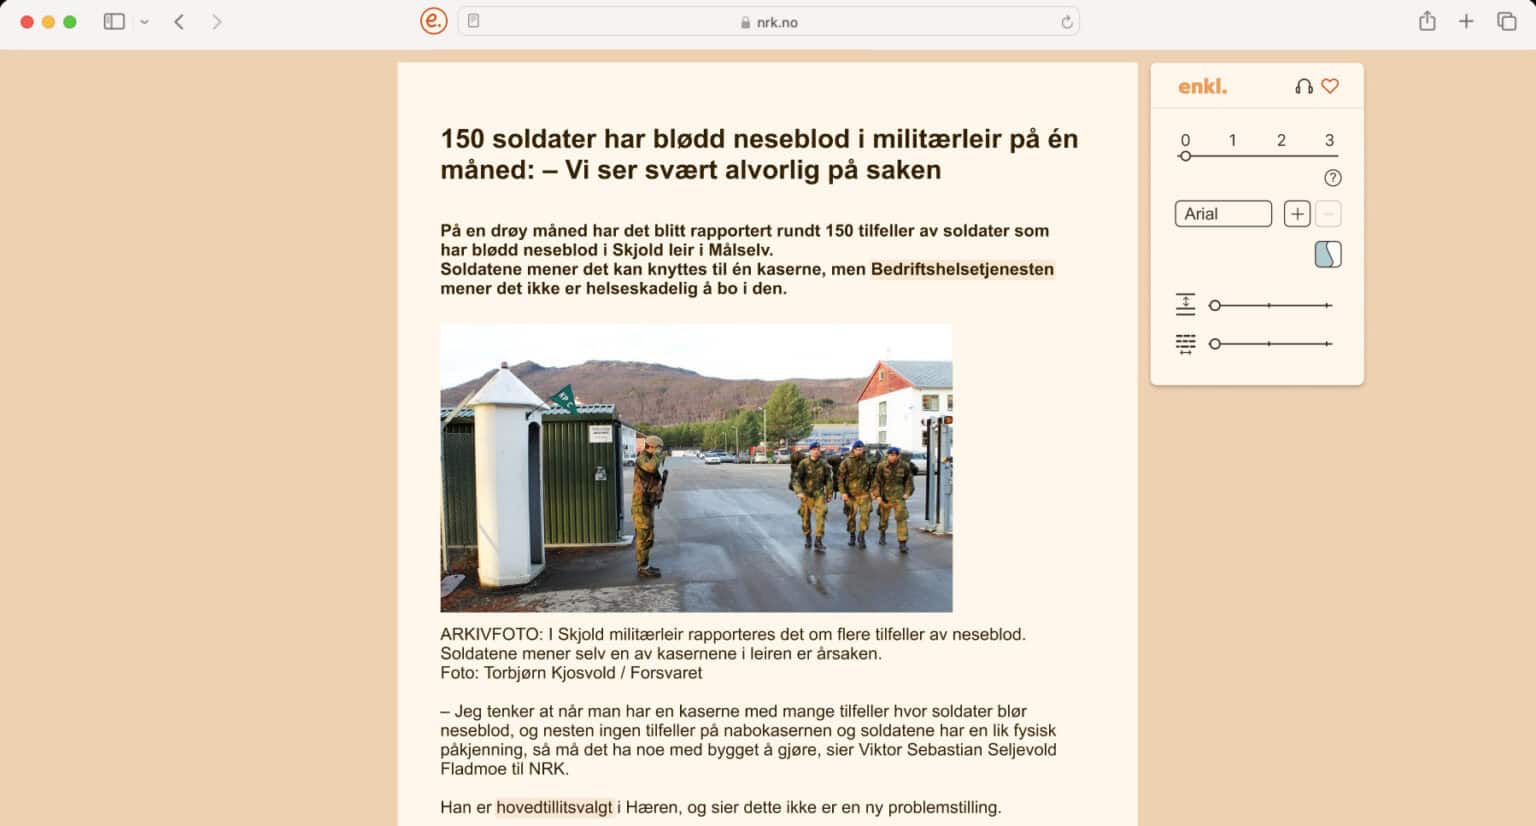 e.
nrk.no
enkl.
0 1 2 3
?
Arial
150 soldater har blødd neseblod i militærleir på én
måned: – Vi ser svært alvorlig på saken
På en drøy måned har det blitt rapportert rundt 150 tilfeller av soldater som
har blødd neseblod i Skjold leir i Målselv.
Soldatene mener det kan knyttes til én kaserne, men Bedriftshelsetjenesten
mener det ikke er helseskadelig å bo i den.
ARKIVFOTO: I Skjold militærleir rapporteres det om flere tilfeller av neseblod.
Soldatene mener selv en av kasernene i leiren er årsaken.
Foto: Torbjørn Kjosvold / Forsvaret
– Jeg tenker at når man har en kaserne med mange tilfeller hvor soldater blør
neseblod, og nesten ingen tilfeller på nabokasernen og soldatene har en lik fysisk
påkjenning, så må det ha noe med bygget å gjøre, sier Viktor Sebastian Seljevold
Fladmoe til NRK.
Han er hovedtillitsvalgt i Hæren, og sier dette ikke er en ny problemstilling.